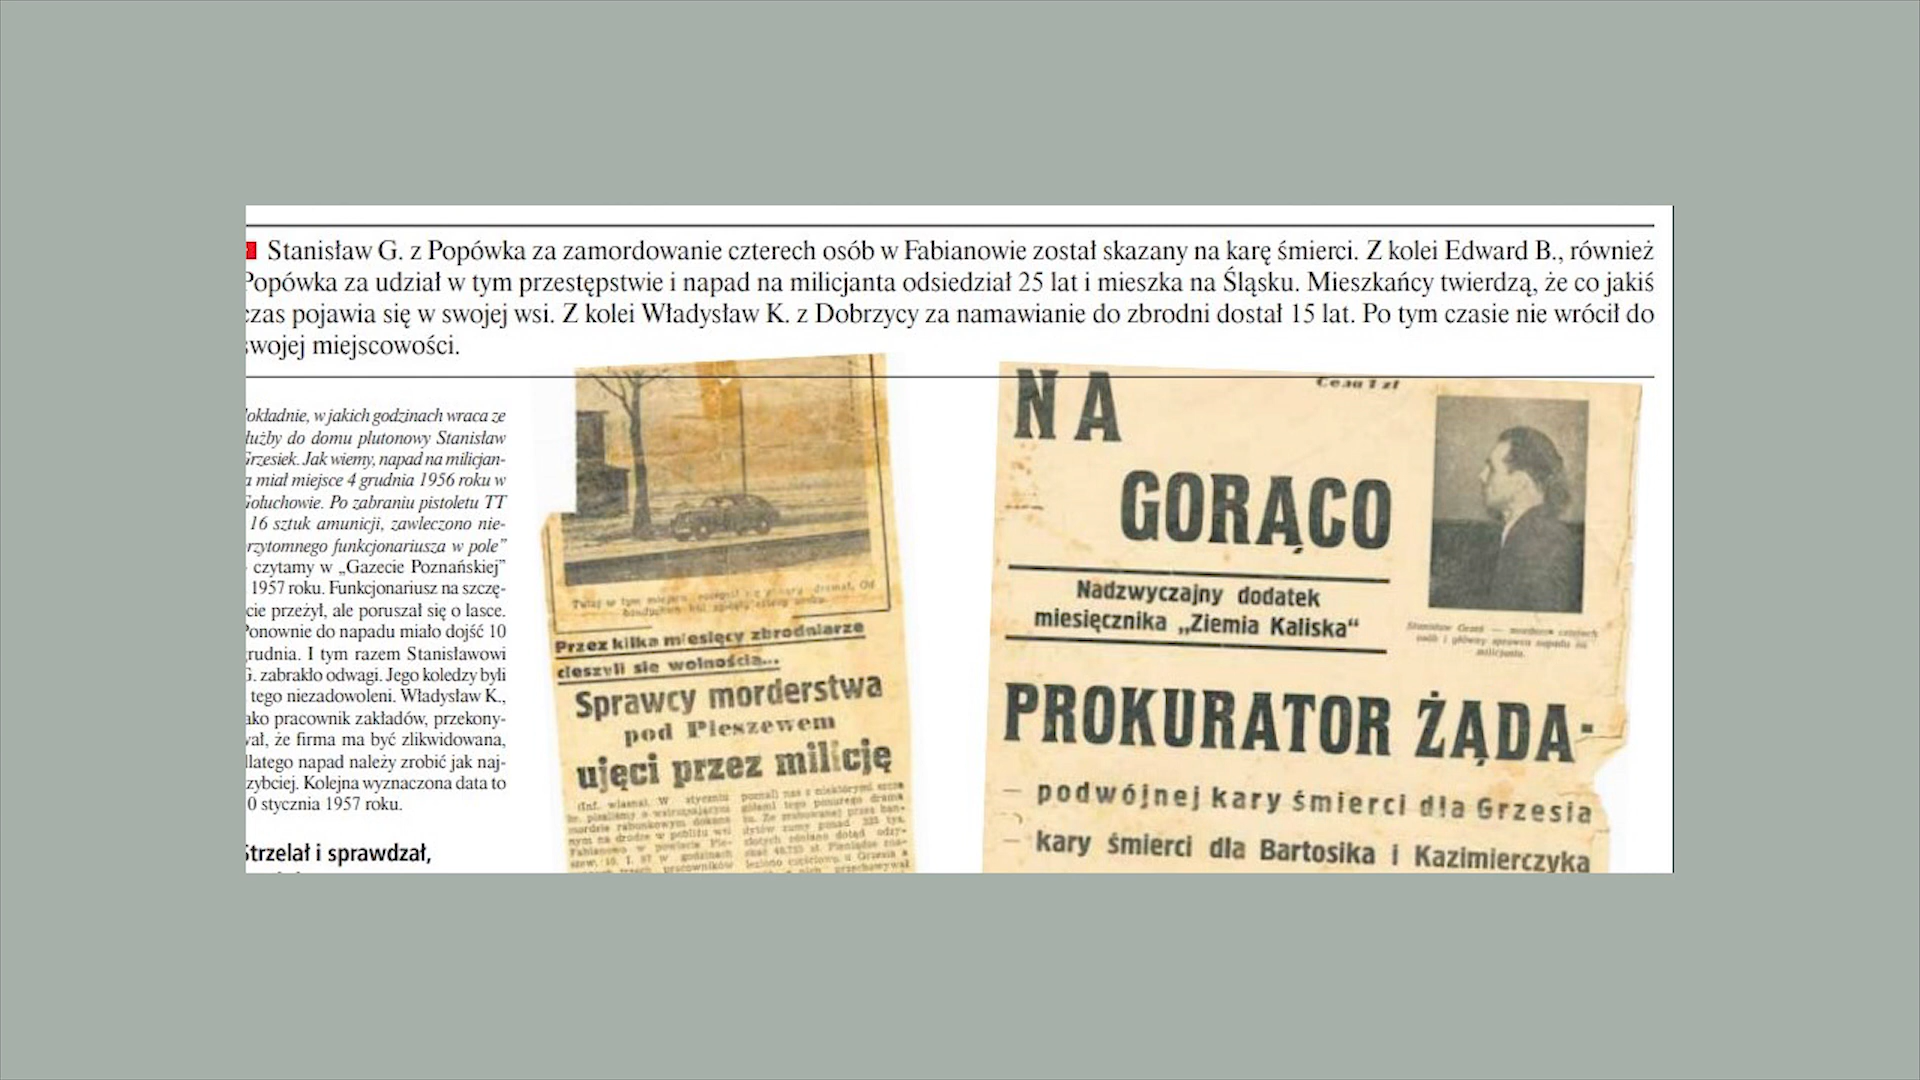 Stanisław G. z Popówka za zamordowanie czterech osób w Fabianowie został skazany na karę śmierci. Z kolei Edward B., również
Popówka za udział w tym przestępstwie i napad na milicjanta odsiedział 25 lat i mieszka na Śląsku. Mieszkańcy twierdzą, że co jakiś
czas pojawia się w swojej wsi. Z kolei Władysław K. z Dobrzycy za namawianie do zbrodni dostał 15 lat. Po tym czasie nie wrócił do
swojej miejscowości.
okładnie, w jakich godzinach wraca ze
łużby do domu plutonowy Stanisław
Grzesiek. Jak wiemy, napad na milicjan-
a miał miejsce 4 grudnia 1956 roku w
Gołuchowie. Po zabraniu pistoletu TT
16 sztuk amunicji, zawleczono nie-
rzytomnego funkcjonariusza w pole”
czytamy w „Gazecie Poznańskiej”
1957 roku. Funkcjonariusz na szczę-
cie przeżył, ale poruszał się o lasce.
Ponownie do napadu miało dojść 10
grudnia. I tym razem Stanisławowi
G. zabrakło odwagi. Jego koledzy byli
tego niezadowoleni. Władysław K.,
ako pracownik zakładów, przekony-
wał, że firma ma być zlikwidowana,
dlatego napad należy zrobić jak naj-
zybciej. Kolejna wyznaczona data to
0 stycznia 1957 roku.
Strzelał i sprawdzał,
Przez kilka miesięcy zbrodniarze
cieszyli się wolnością...
Sprawcy morderstwa
pod Pleszewem
ujęci przez milicję
Cena 1 zł
NA
GORĄCO
Nadzwyczajny dodatek
miesięcznika „Ziemia Kaliska“
PROKURATOR ŻĄDA-
— podwójnej kary śmierci dla Grzesia
— kary śmierci dla Bartosika i Kazimierczyka